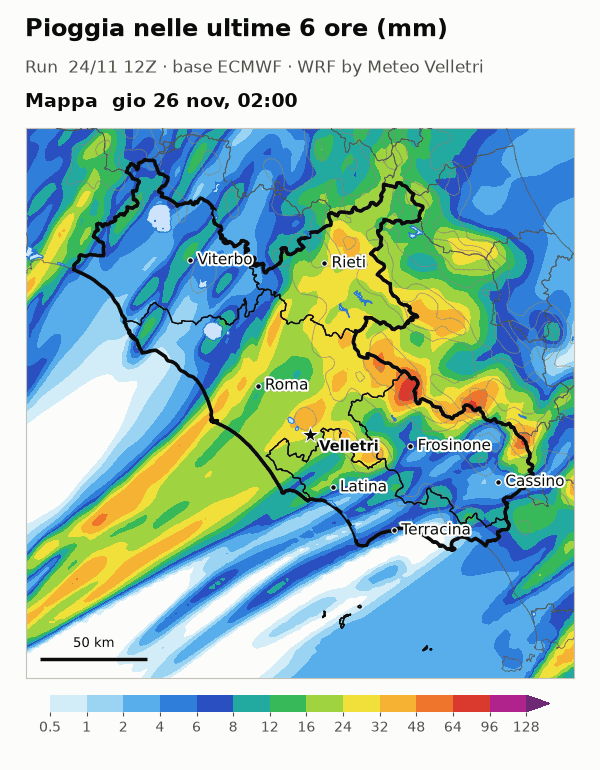 Pioggia nelle ultime 6 ore (mm)
Run  24/11 12Z · base ECMWF · WRF by Meteo Velletri
Mappa  gio 26 nov, 02:00
Viterbo
Rieti
Roma
Velletri
Frosinone
Latina
Cassino
Terracina
50 km
0.5 1 2 4 6 8 12 16 24 32 48 64 96 128